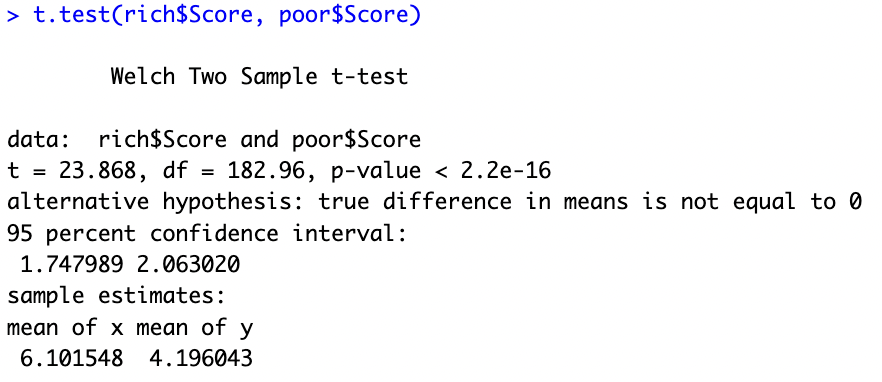 > t.test(rich$Score, poor$Score)
Welch Two Sample t-test
data:  rich$Score and poor$Score
t = 23.868, df = 182.96, p-value < 2.2e-16
alternative hypothesis: true difference in means is not equal to 0
95 percent confidence interval:
 1.747989 2.063020
sample estimates:
mean of x mean of y
 6.101548  4.196043